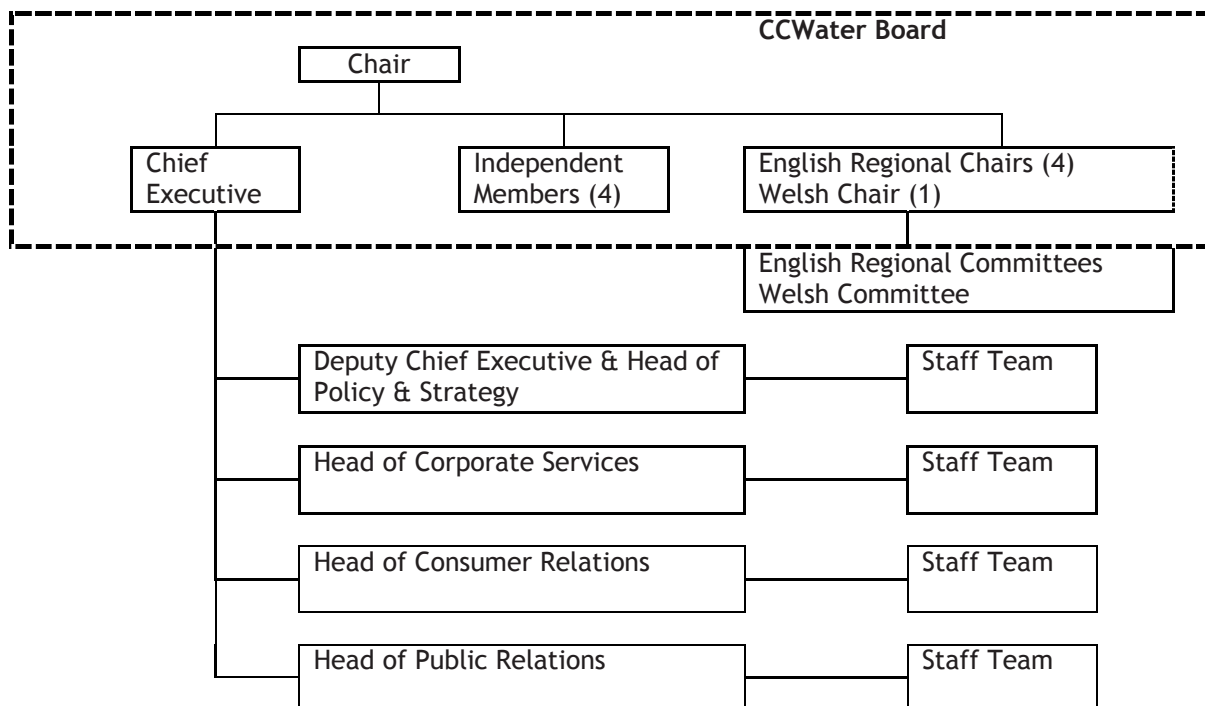 CCWater Board
Chair
Chief
Executive
Independent
Members (4)
English Regional Chairs (4)
Welsh Chair (1)
English Regional Committees
Welsh Committee
Deputy Chief Executive & Head of
Policy & Strategy
Staff Team
Head of Corporate Services
Staff Team
Head of Consumer Relations
Staff Team
Head of Public Relations
Staff Team